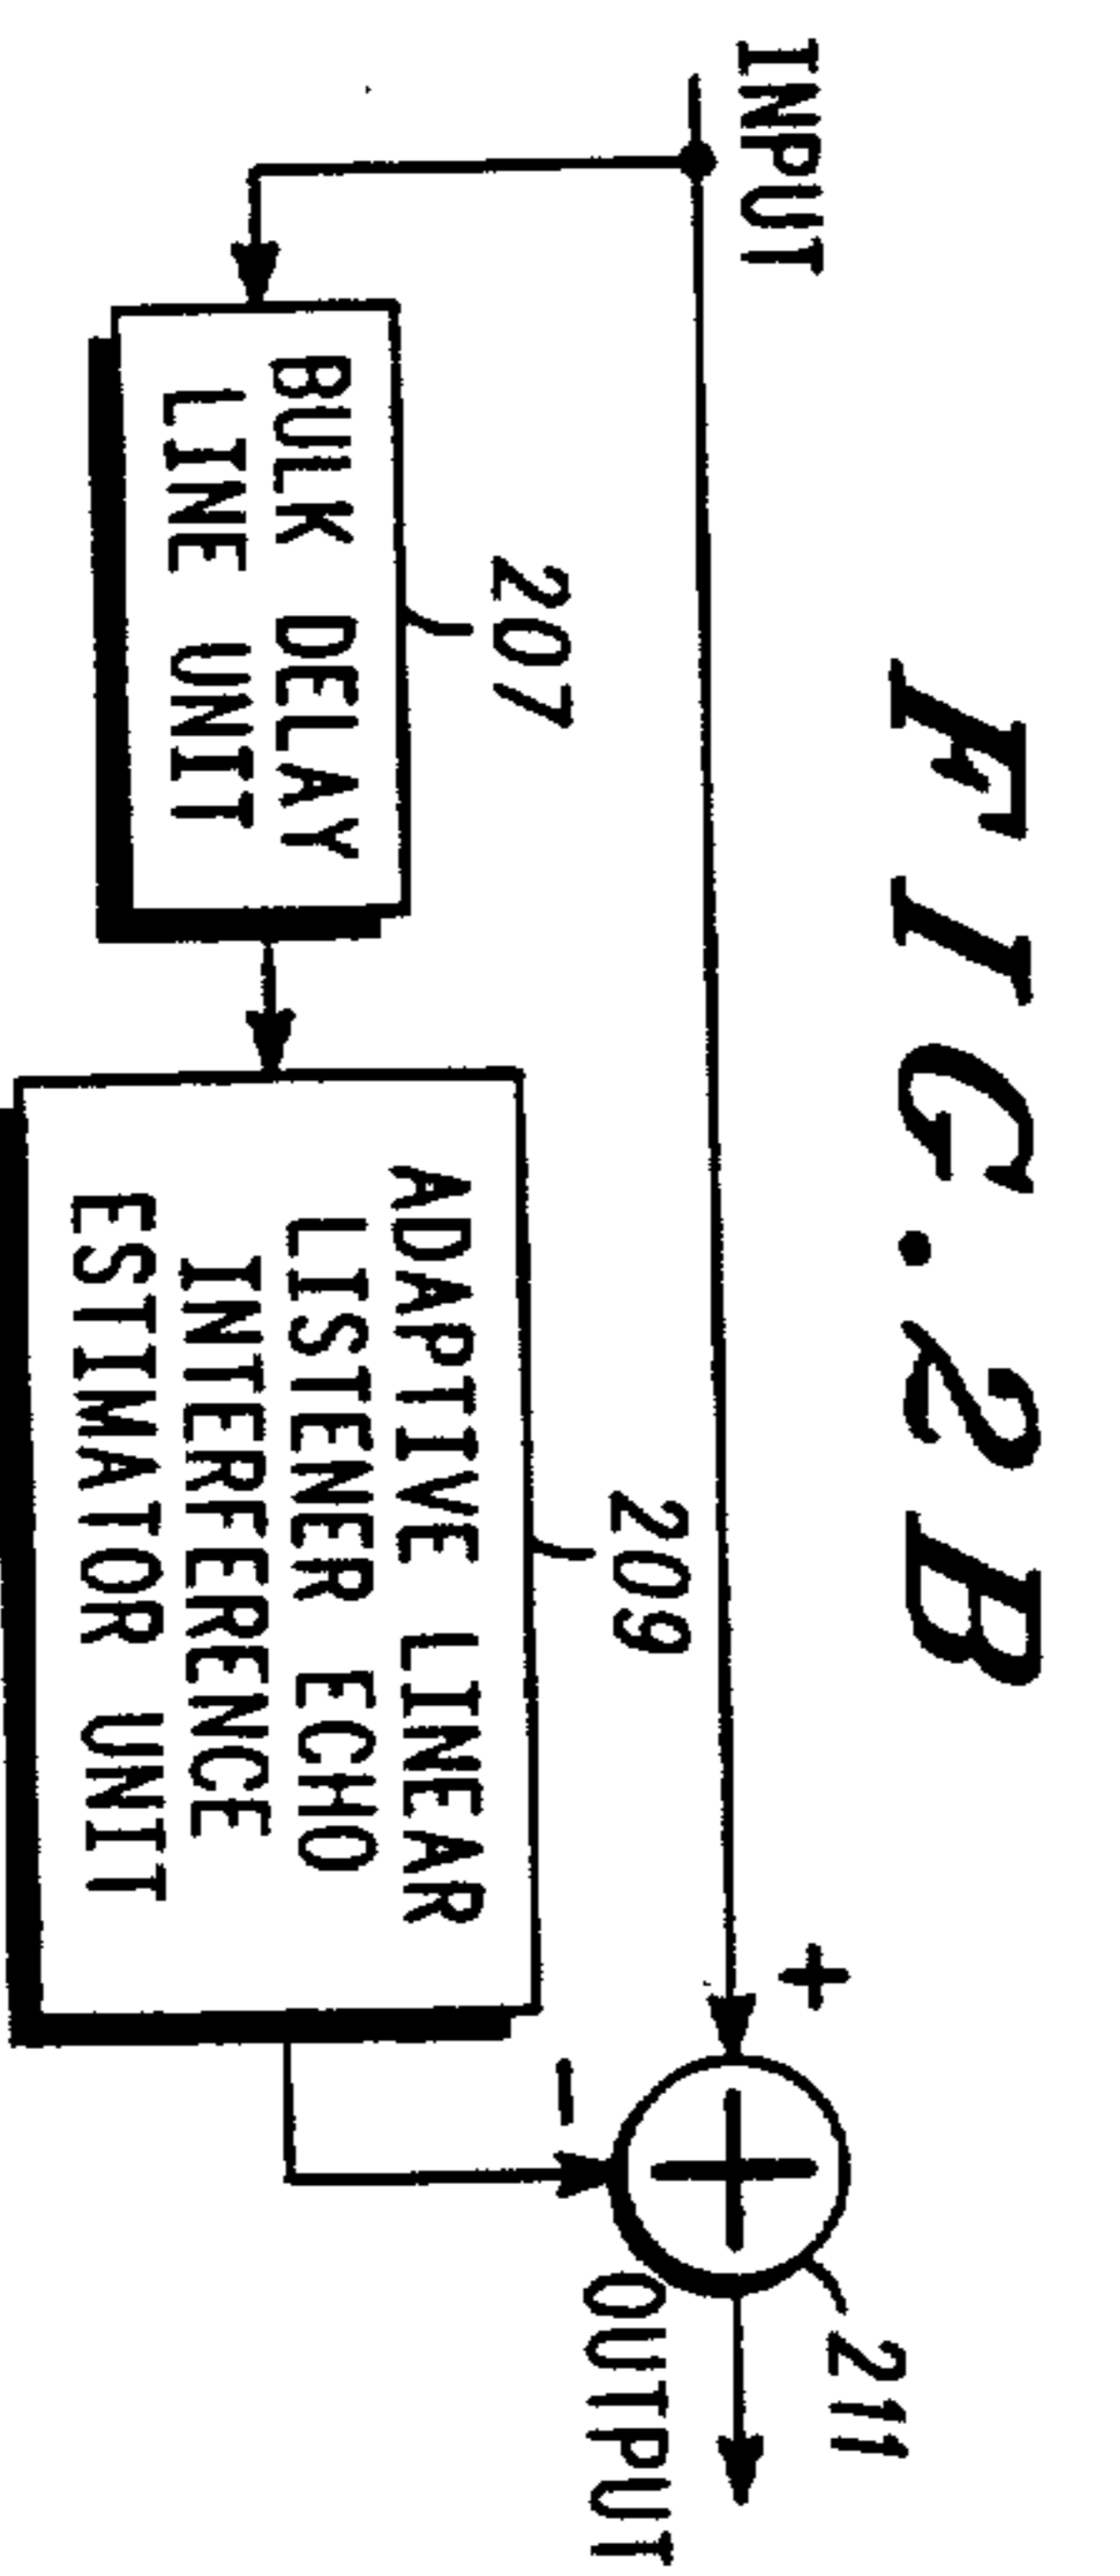 FIG.2B
INPUT
+
211
209
207
-
OUTPUT
BULK DELAY
LINE UNIT
ADAPTIVE LINEAR
LISTENER ECHO
INTERFERENCE
ESTIMATOR UNIT